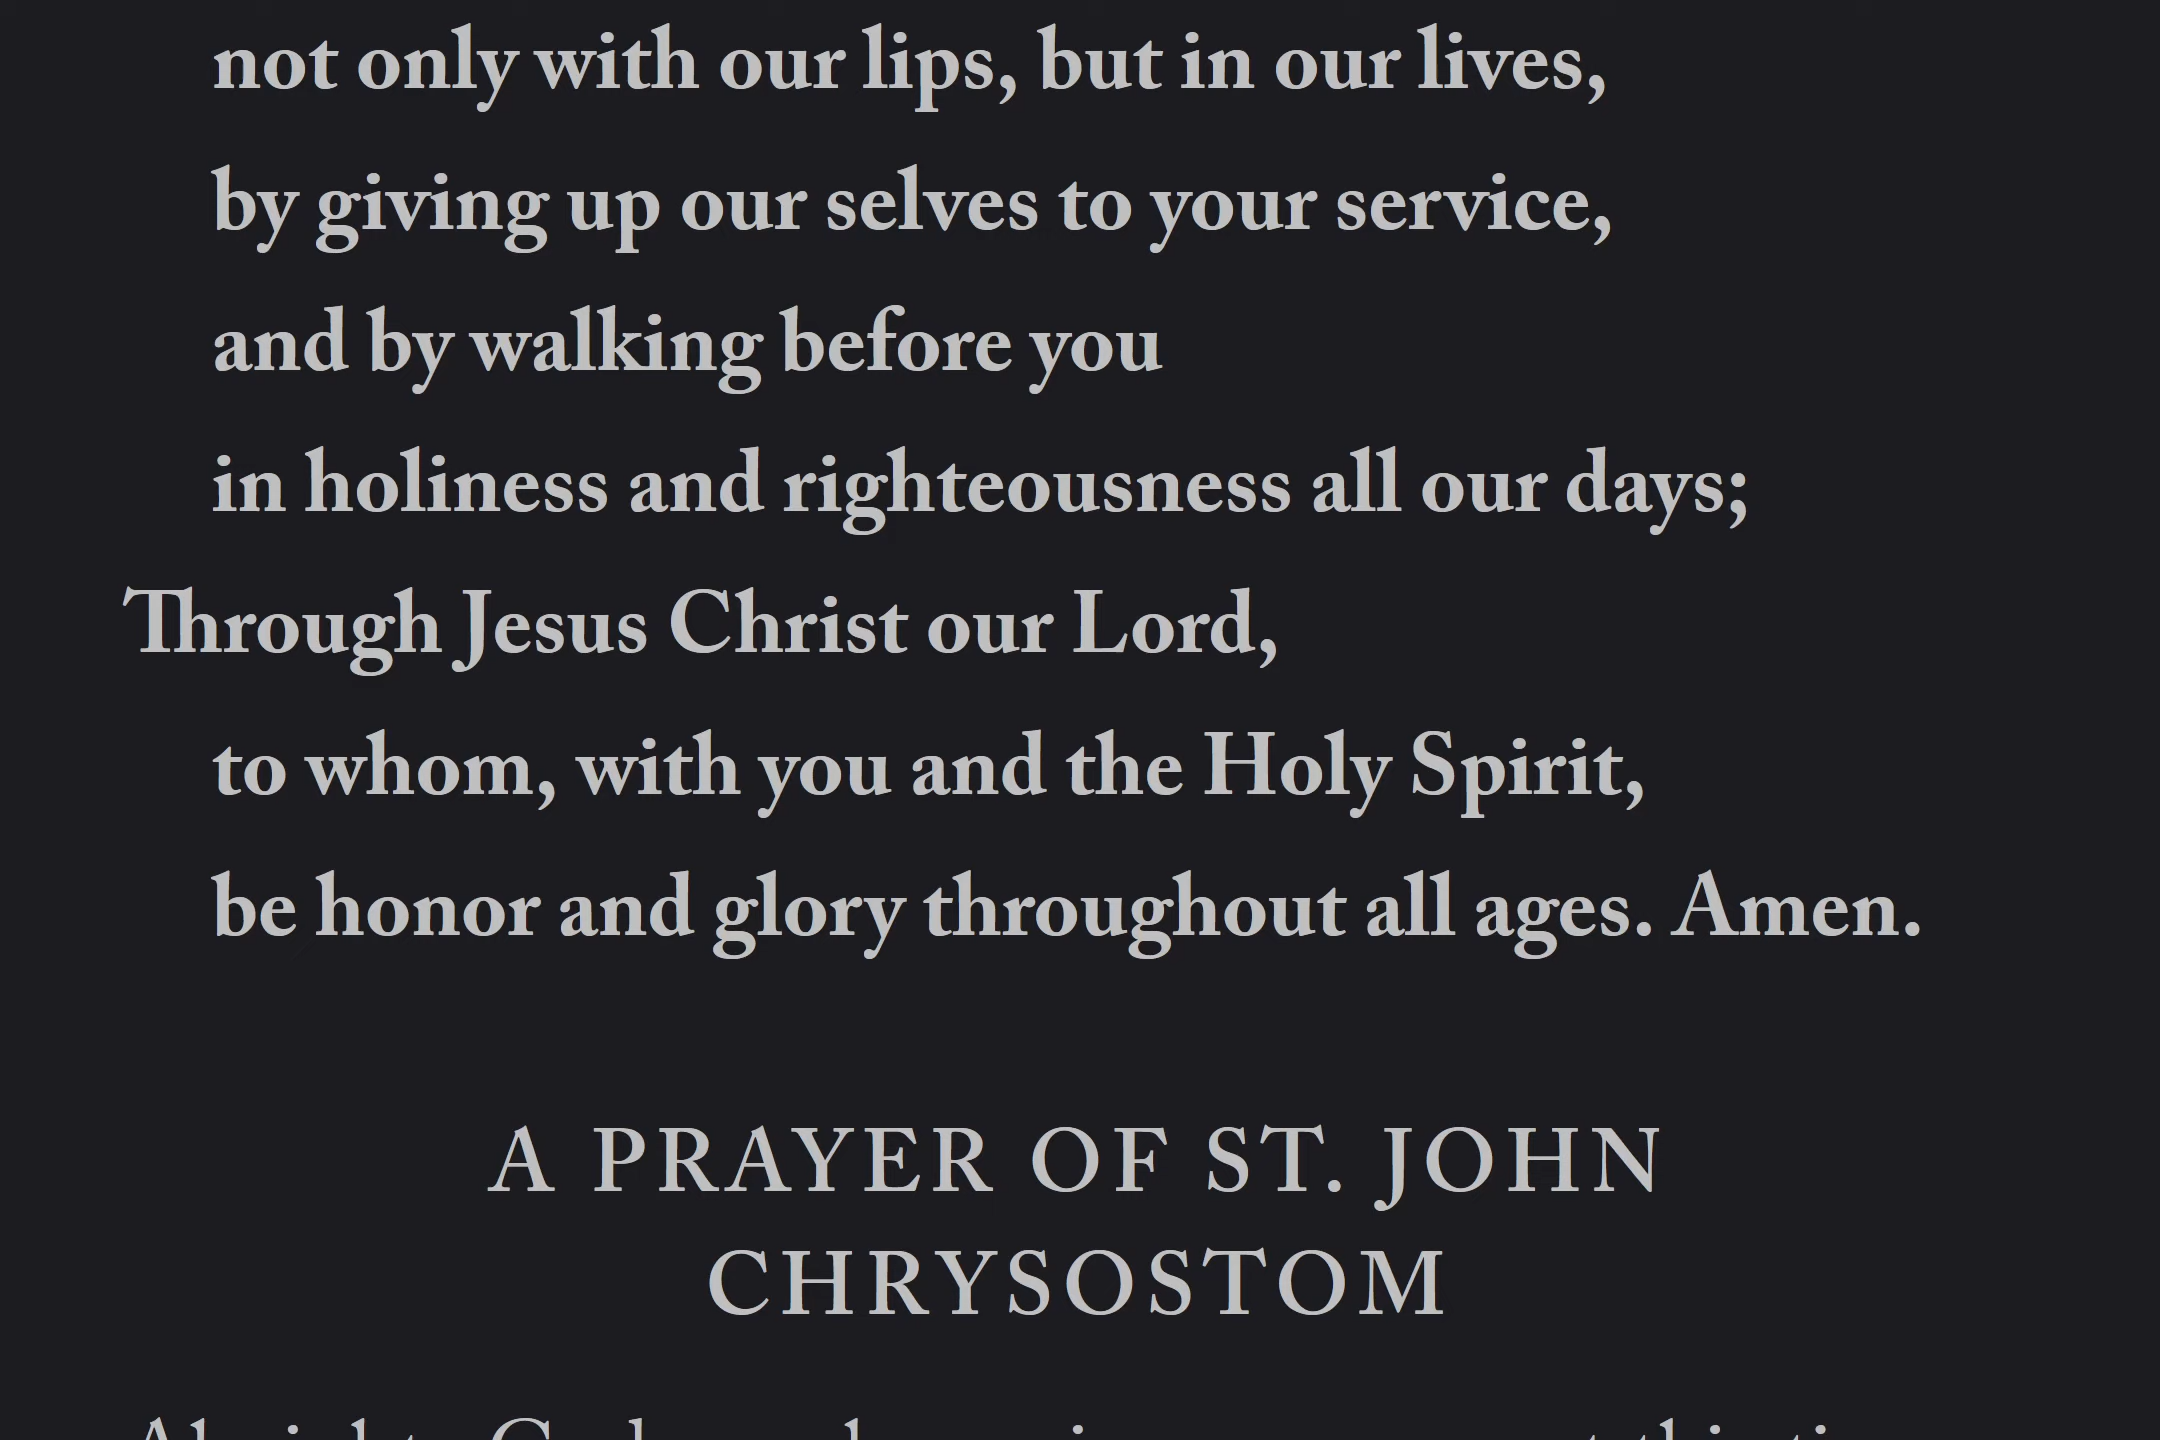 not only with our lips, but in our lives,
by giving up our selves to your service,
and by walking before you
in holiness and righteousness all our days;
Through Jesus Christ our Lord,
to whom, with you and the Holy Spirit,
be honor and glory throughout all ages. Amen.
A PRAYER OF ST. JOHN
CHRYSOSTOM